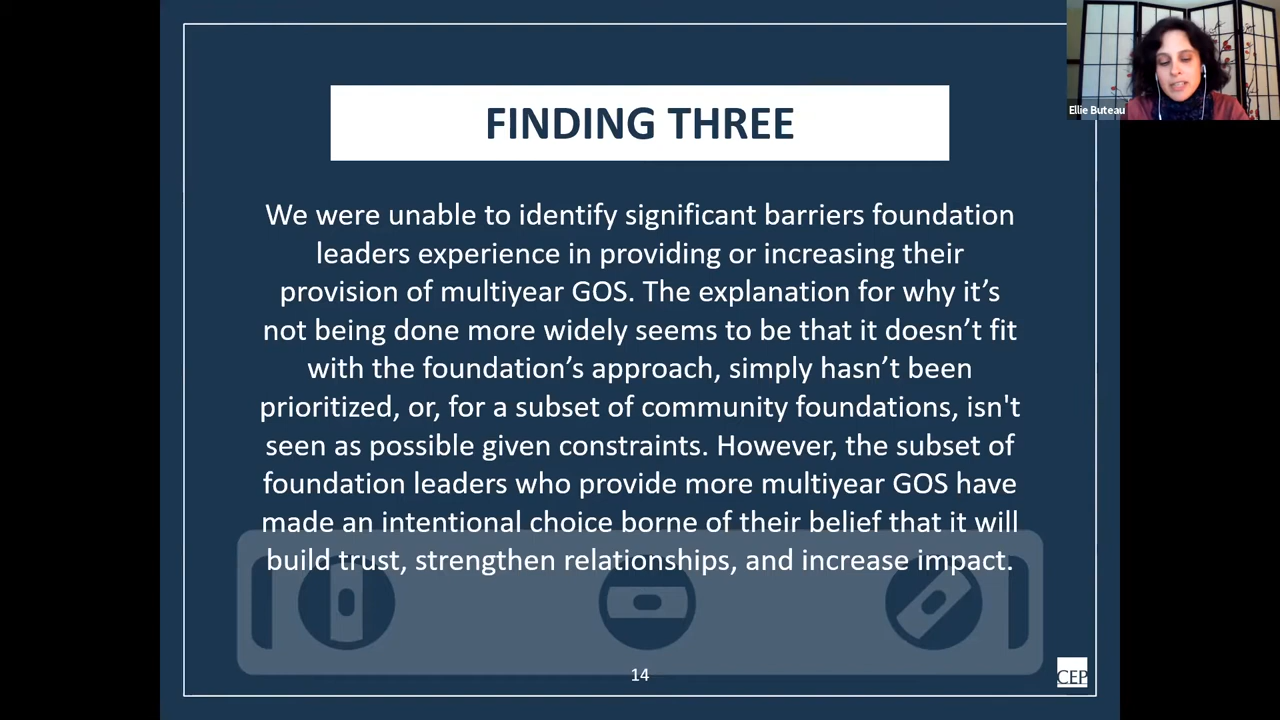 Ellie Buteau
FINDING THREE
We were unable to identify significant barriers foundation
leaders experience in providing or increasing their
provision of multiyear GOS. The explanation for why it’s
not being done more widely seems to be that it doesn’t fit
with the foundation’s approach, simply hasn’t been
prioritized, or, for a subset of community foundations, isn't
seen as possible given constraints. However, the subset of
foundation leaders who provide more multiyear GOS have
made an intentional choice borne of their belief that it will
build trust, strengthen relationships, and increase impact.
14
CEP